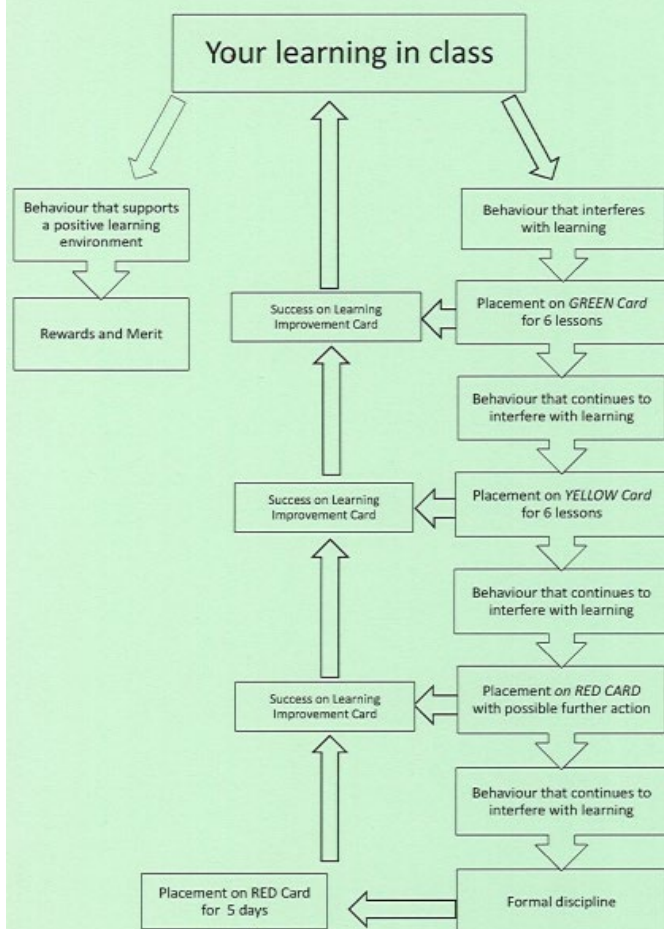 Your learning in class
Behaviour that supports
a positive learning
environment
Rewards and Merit
Behaviour that interferes
with learning
Placement on GREEN Card
for 6 lessons
Success on Learning
Improvement Card
Behaviour that continues to
interfere with learning
Placement on YELLOW Card
for 6 lessons
Success on Learning
Improvement Card
Behaviour that continues to
interfere with learning
Placement on RED CARD
with possible further action
Success on Learning
Improvement Card
Behaviour that continues to
interfere with learning
Formal discipline
Placement on RED Card
for 5 days